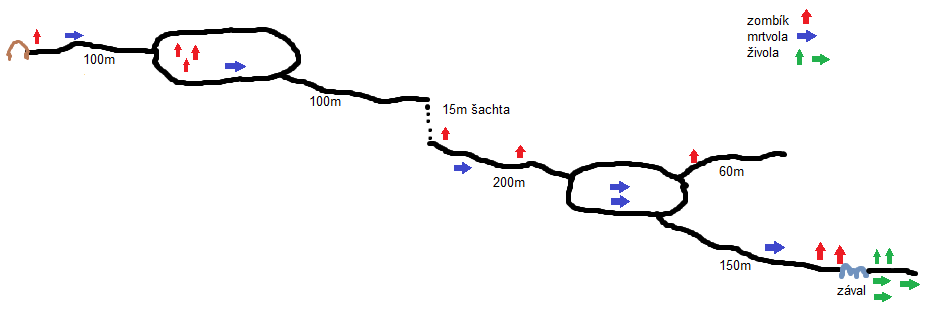 zombík
mrtvola
živola
100m
100m
15m šachta
200m
60m
150m
zával